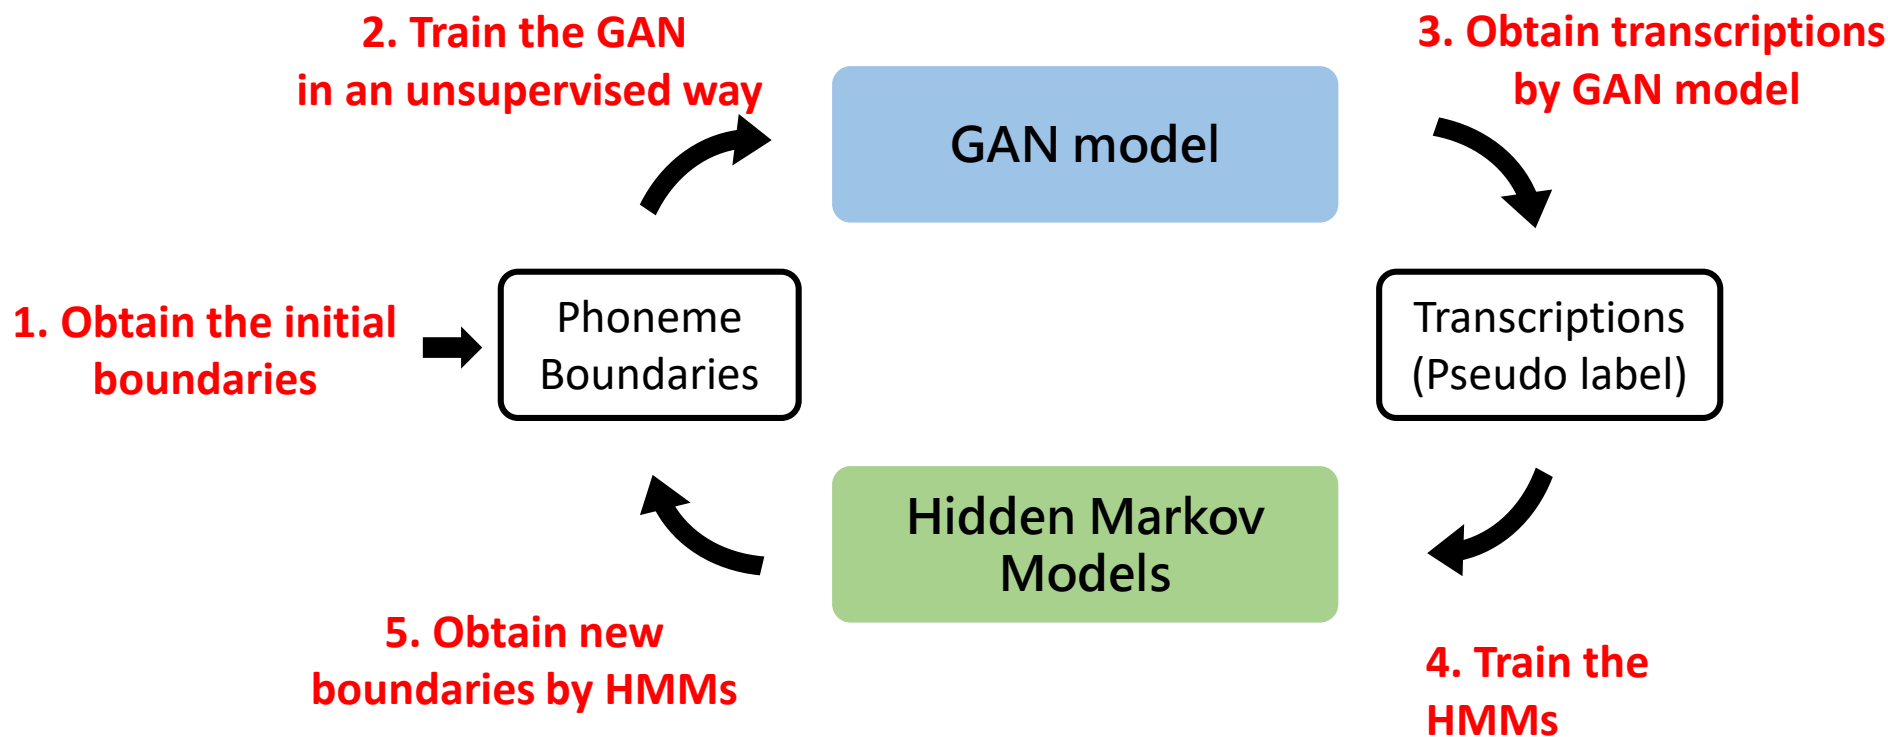 2. Train the GAN
in an unsupervised way
GAN model
3. Obtain transcriptions
by GAN model
1. Obtain the initial
boundaries
Phoneme
Boundaries
Transcriptions
(Pseudo label)
Hidden Markov
Models
5. Obtain new
boundaries by HMMs
4. Train the
HMMs